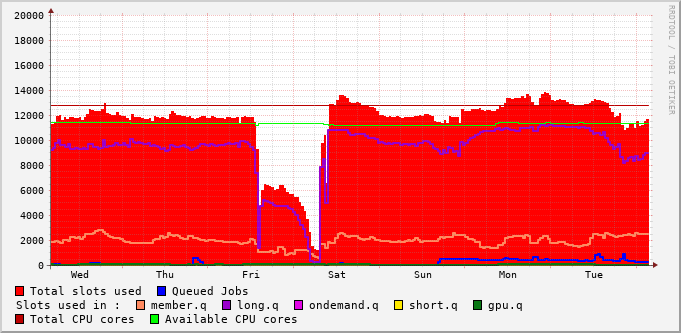 RRDTOOL / TOBI OETIKER
20000
18000
16000
14000
12000
10000
8000
6000
4000
2000
0
Wed Thu Fri Sat Sun Mon Tue
Total slots used Queued Jobs
Slots used in : member.q long.q ondemand.q short.q gpu.q
Total CPU cores Available CPU cores